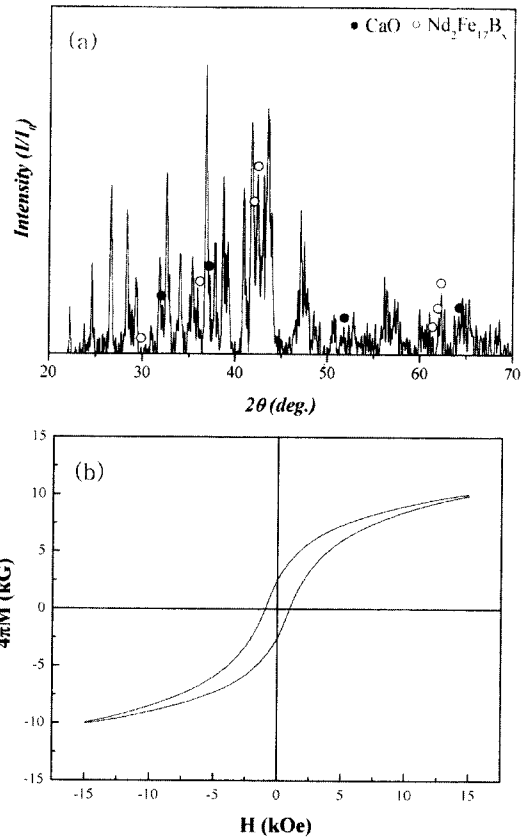 (a)
● CaO ○ Nd₂Fe₁₇Bₓ
Intensity (I/I₀)
20 30 40 50 60 70
2θ (deg.)
(b)
15
10
5
0
-5
-10
-15
4πM (kG)
-15 -10 -5 0 5 10 15
H (kOe)